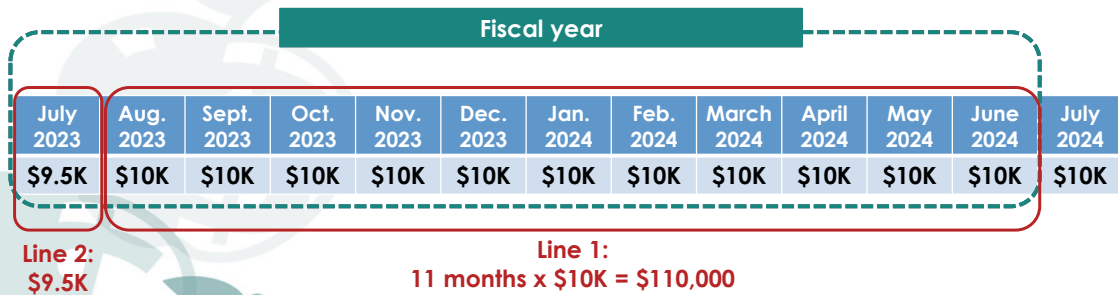 Fiscal year
July Aug. Sept. Oct. Nov. Dec. Jan. Feb. March April May June July
2023 2023 2023 2023 2023 2023 2024 2024 2024 2024 2024 2024 2024
$9.5K $10K $10K $10K $10K $10K $10K $10K $10K $10K $10K $10K $10K
Line 2:
$9.5K
Line 1:
11 months x $10K = $110,000